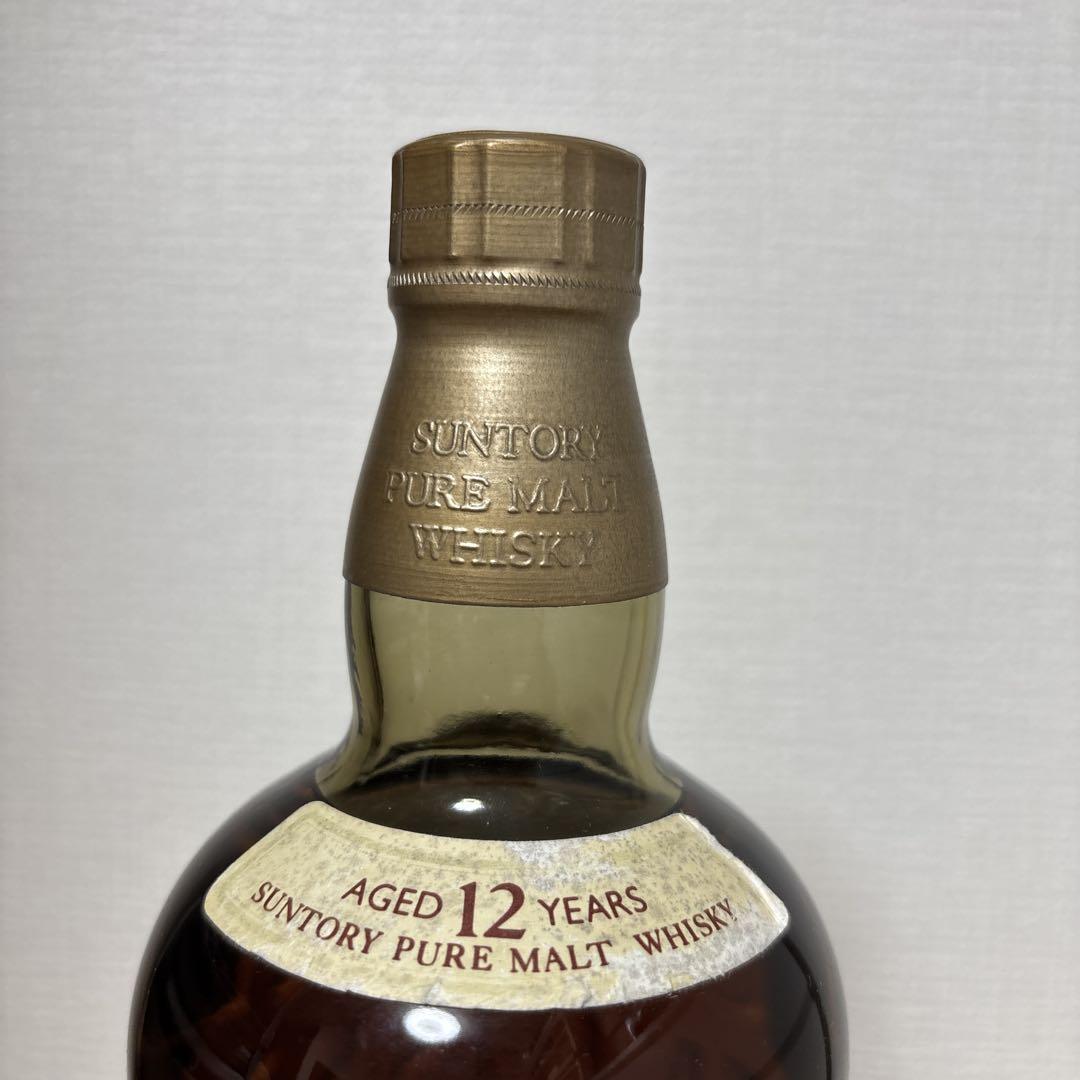 SUNTORY
PURE MALT
WHISKY
AGED 12 YEARS
SUNTORY PURE MALT WHISKY